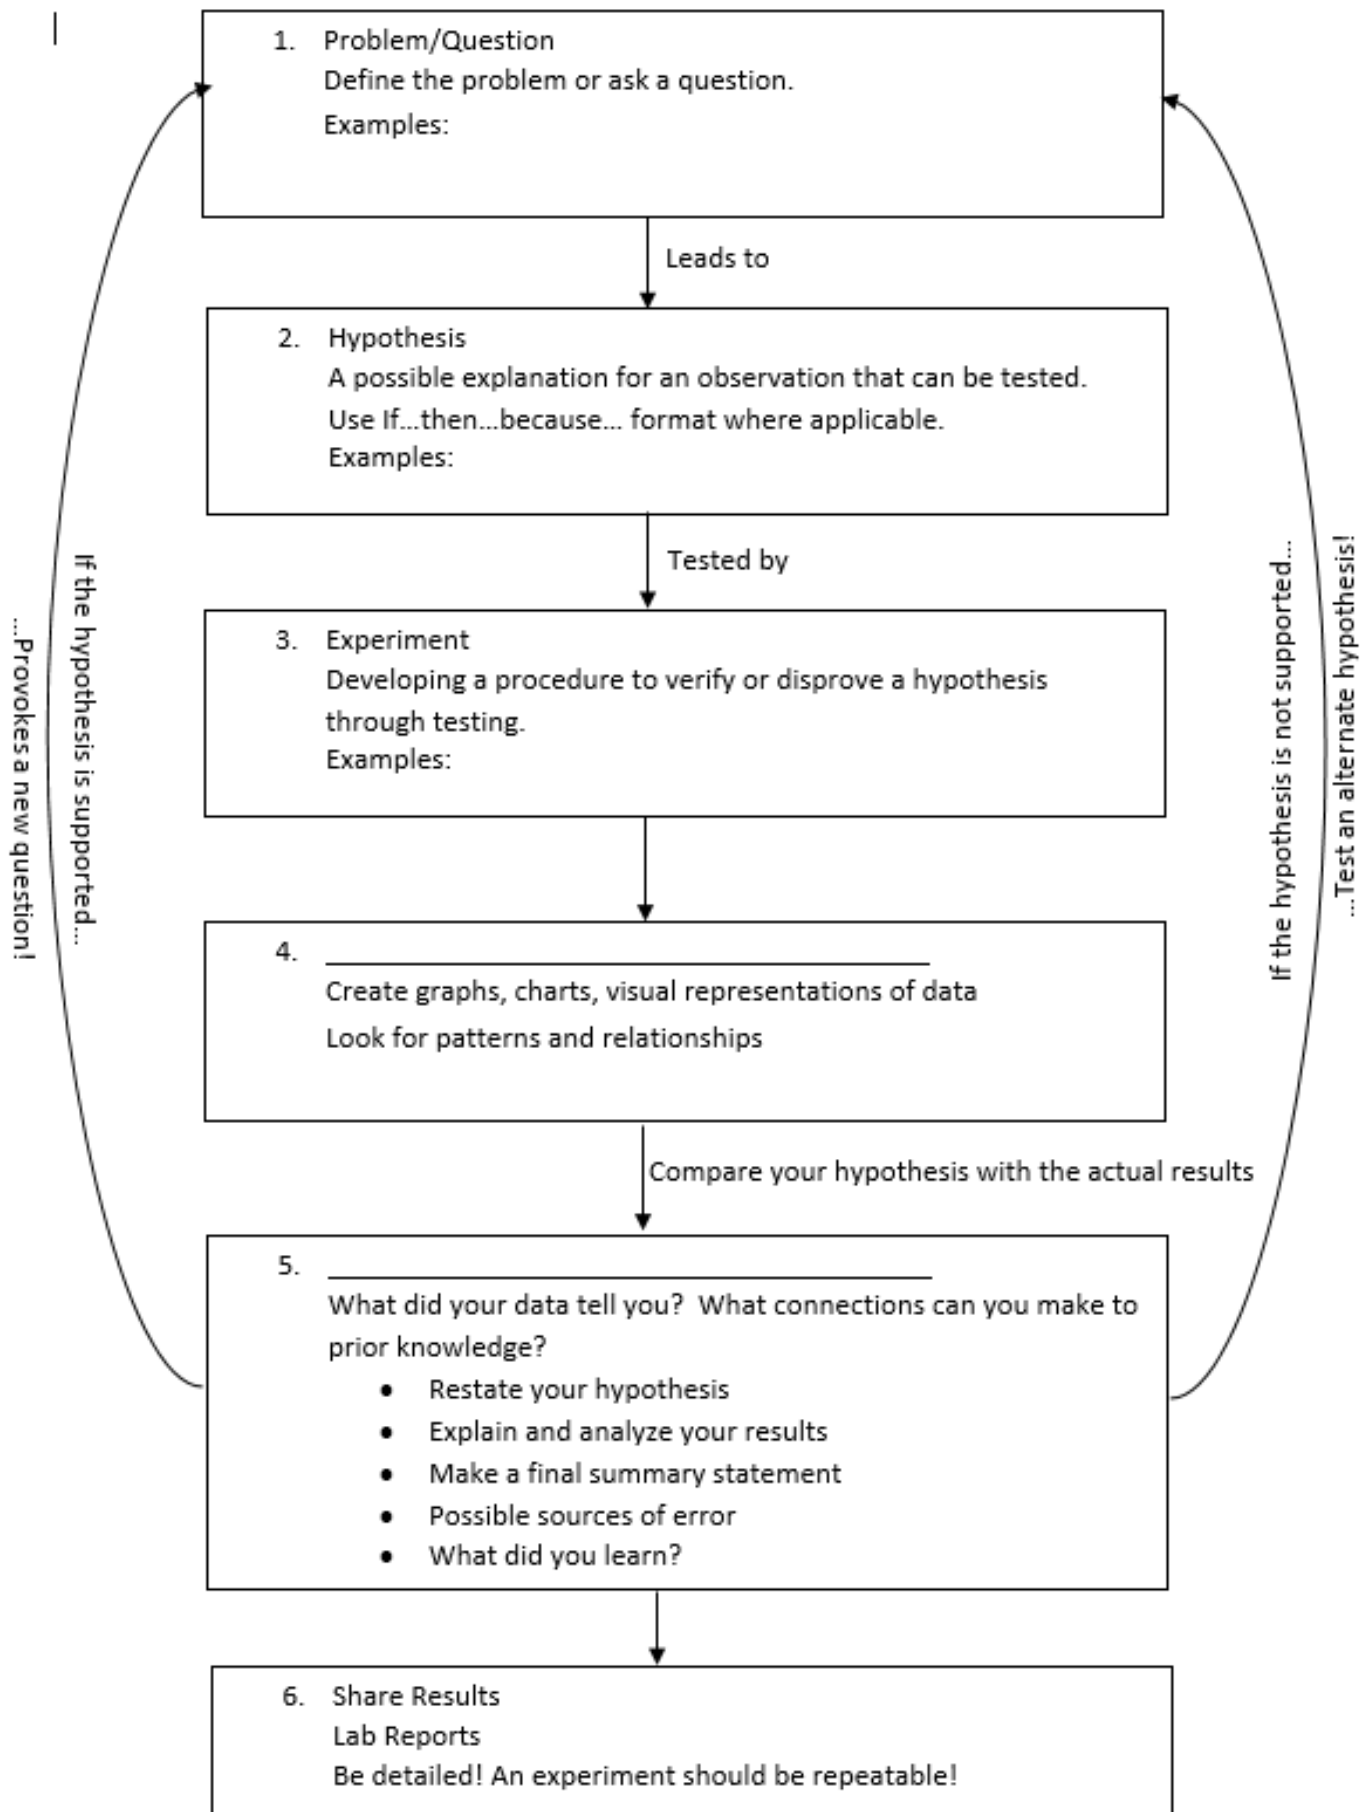 1. Problem/Question
Define the problem or ask a question.
Examples:
Leads to
2. Hypothesis
A possible explanation for an observation that can be tested.
Use If...then...because... format where applicable.
Examples:
Tested by
3. Experiment
Developing a procedure to verify or disprove a hypothesis
through testing.
Examples:
4. ____________________
Create graphs, charts, visual representations of data
Look for patterns and relationships
Compare your hypothesis with the actual results
5. ____________________
What did your data tell you?  What connections can you make to
prior knowledge?
• Restate your hypothesis
• Explain and analyze your results
• Make a final summary statement
• Possible sources of error
• What did you learn?
6. Share Results
Lab Reports
Be detailed! An experiment should be repeatable!
If the hypothesis is supported...
...Provokes a new question!
If the hypothesis is not supported...
...Test an alternate hypothesis!